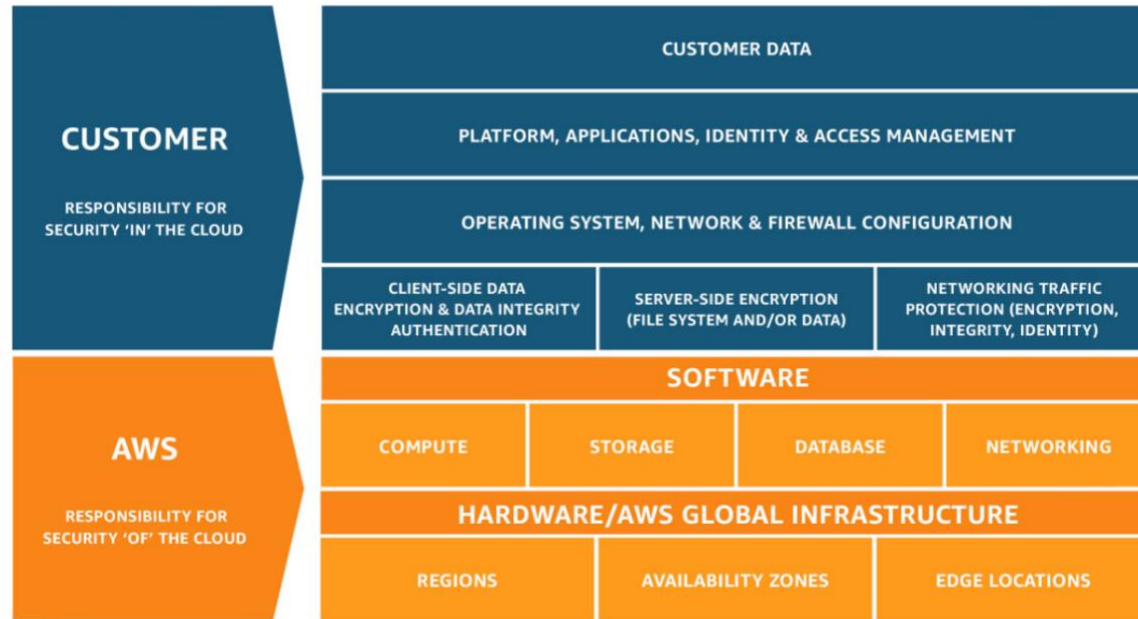 CUSTOMER
RESPONSIBILITY FOR
SECURITY ‘IN’ THE CLOUD
CUSTOMER DATA
PLATFORM, APPLICATIONS, IDENTITY & ACCESS MANAGEMENT
OPERATING SYSTEM, NETWORK & FIREWALL CONFIGURATION
CLIENT-SIDE DATA
ENCRYPTION & DATA INTEGRITY
AUTHENTICATION
SERVER-SIDE ENCRYPTION
(FILE SYSTEM AND/OR DATA)
NETWORKING TRAFFIC
PROTECTION (ENCRYPTION,
INTEGRITY, IDENTITY)
AWS
RESPONSIBILITY FOR
SECURITY ‘OF’ THE CLOUD
SOFTWARE
COMPUTE
STORAGE
DATABASE
NETWORKING
HARDWARE/AWS GLOBAL INFRASTRUCTURE
REGIONS
AVAILABILITY ZONES
EDGE LOCATIONS